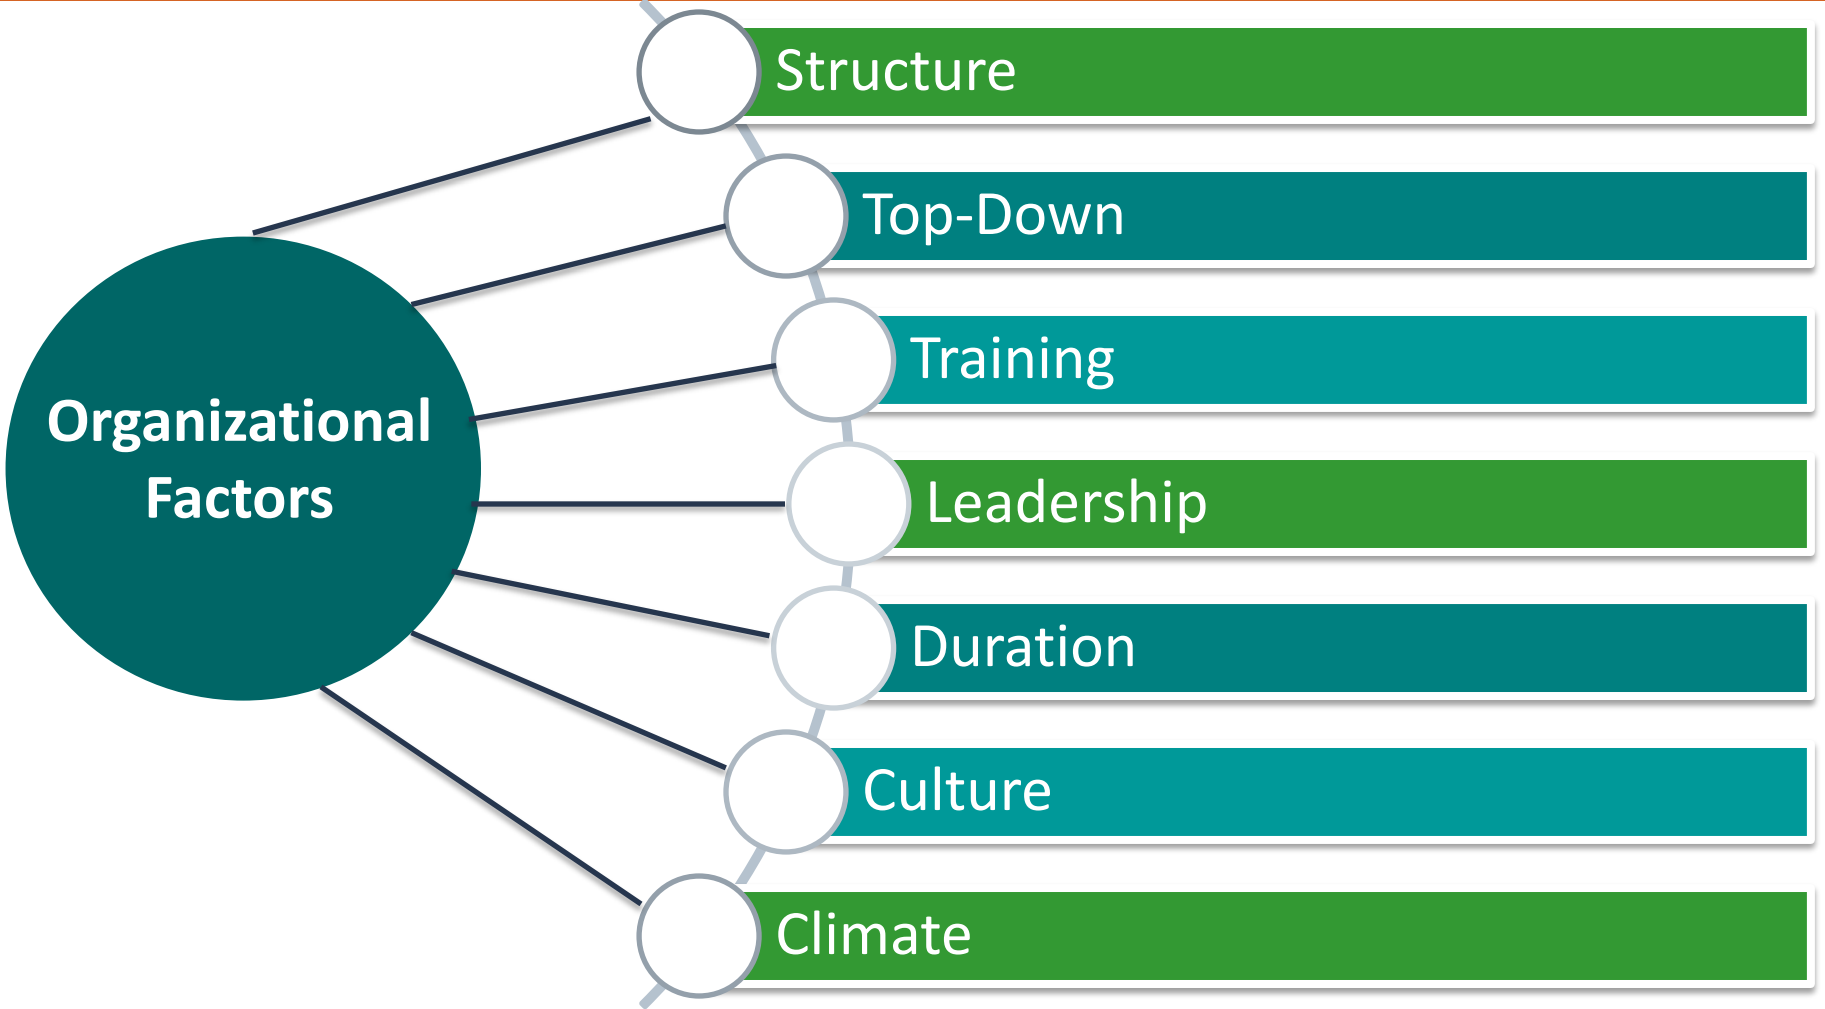 Organizational
Factors
Structure
Top-Down
Training
Leadership
Duration
Culture
Climate